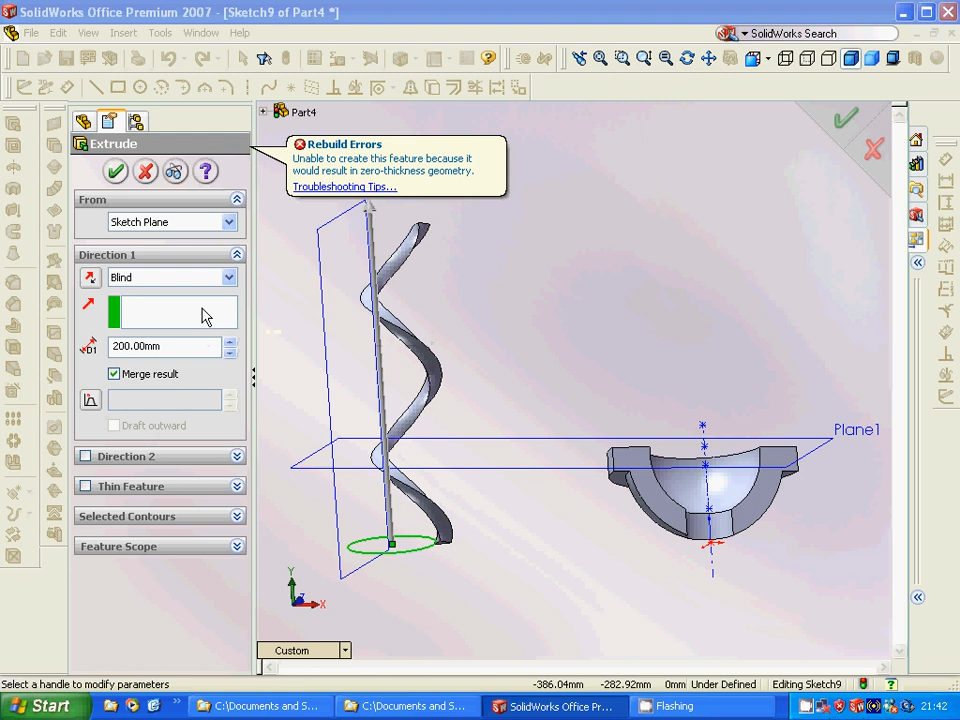 SolidWorks Office Premium 2007 - [Sketch9 of Part4 *]
File Edit View Insert Tools Window Help
SolidWorks Search
Part4
Extrude
Rebuild Errors
Unable to create this feature because it
would result in zero-thickness geometry.
Troubleshooting Tips...
From
Sketch Plane
Direction 1
Blind
D1
200.00mm
Merge result
Draft outward
Direction 2
Thin Feature
Selected Contours
Feature Scope
Plane1
Y
Z
X
Custom
Select a handle to modify parameters
-386.04mm
-282.92mm
0mm Under Defined
Editing Sketch9
Start
C:\Documents and S...
C:\Documents and S...
SolidWorks Office Pr...
Flashing
21:42